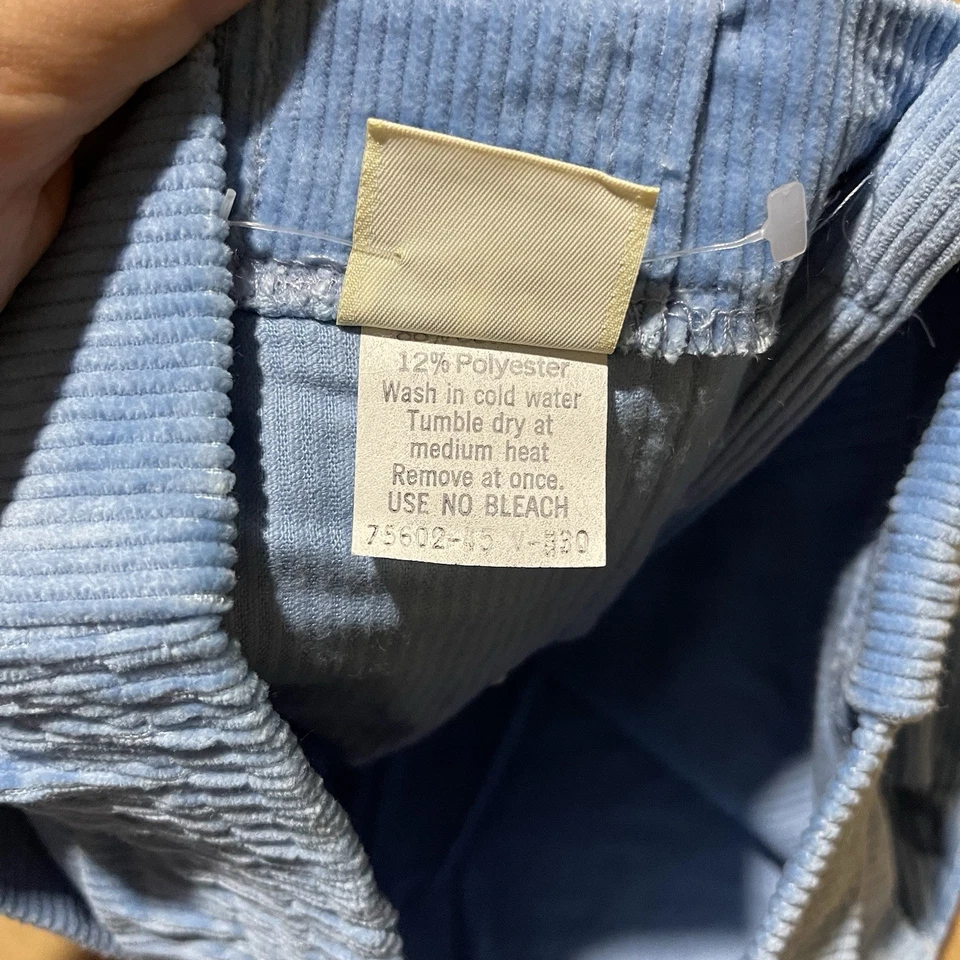 12% Polyester
Wash in cold water
Tumble dry at
medium heat
Remove at once.
USE NO BLEACH